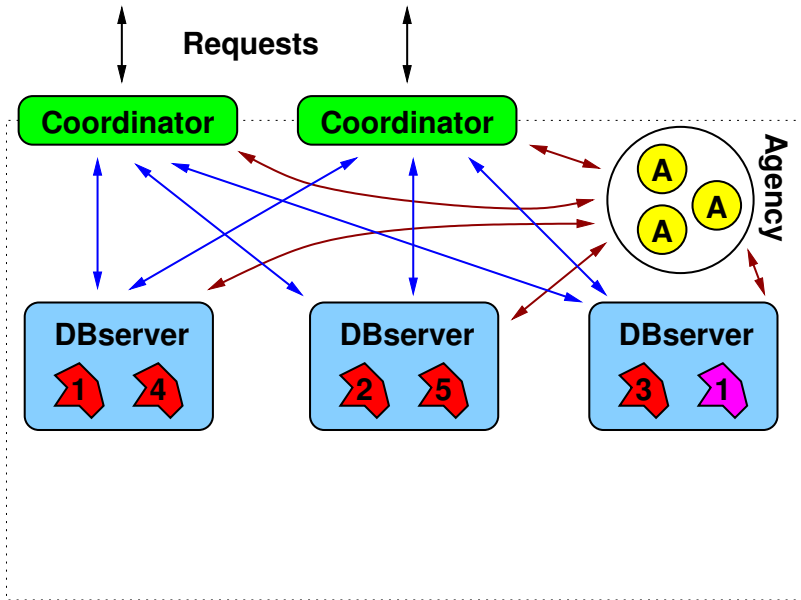 Requests
Coordinator
Coordinator
Agency
A
A
A
DBserver
1 4
DBserver
2 5
DBserver
3 1